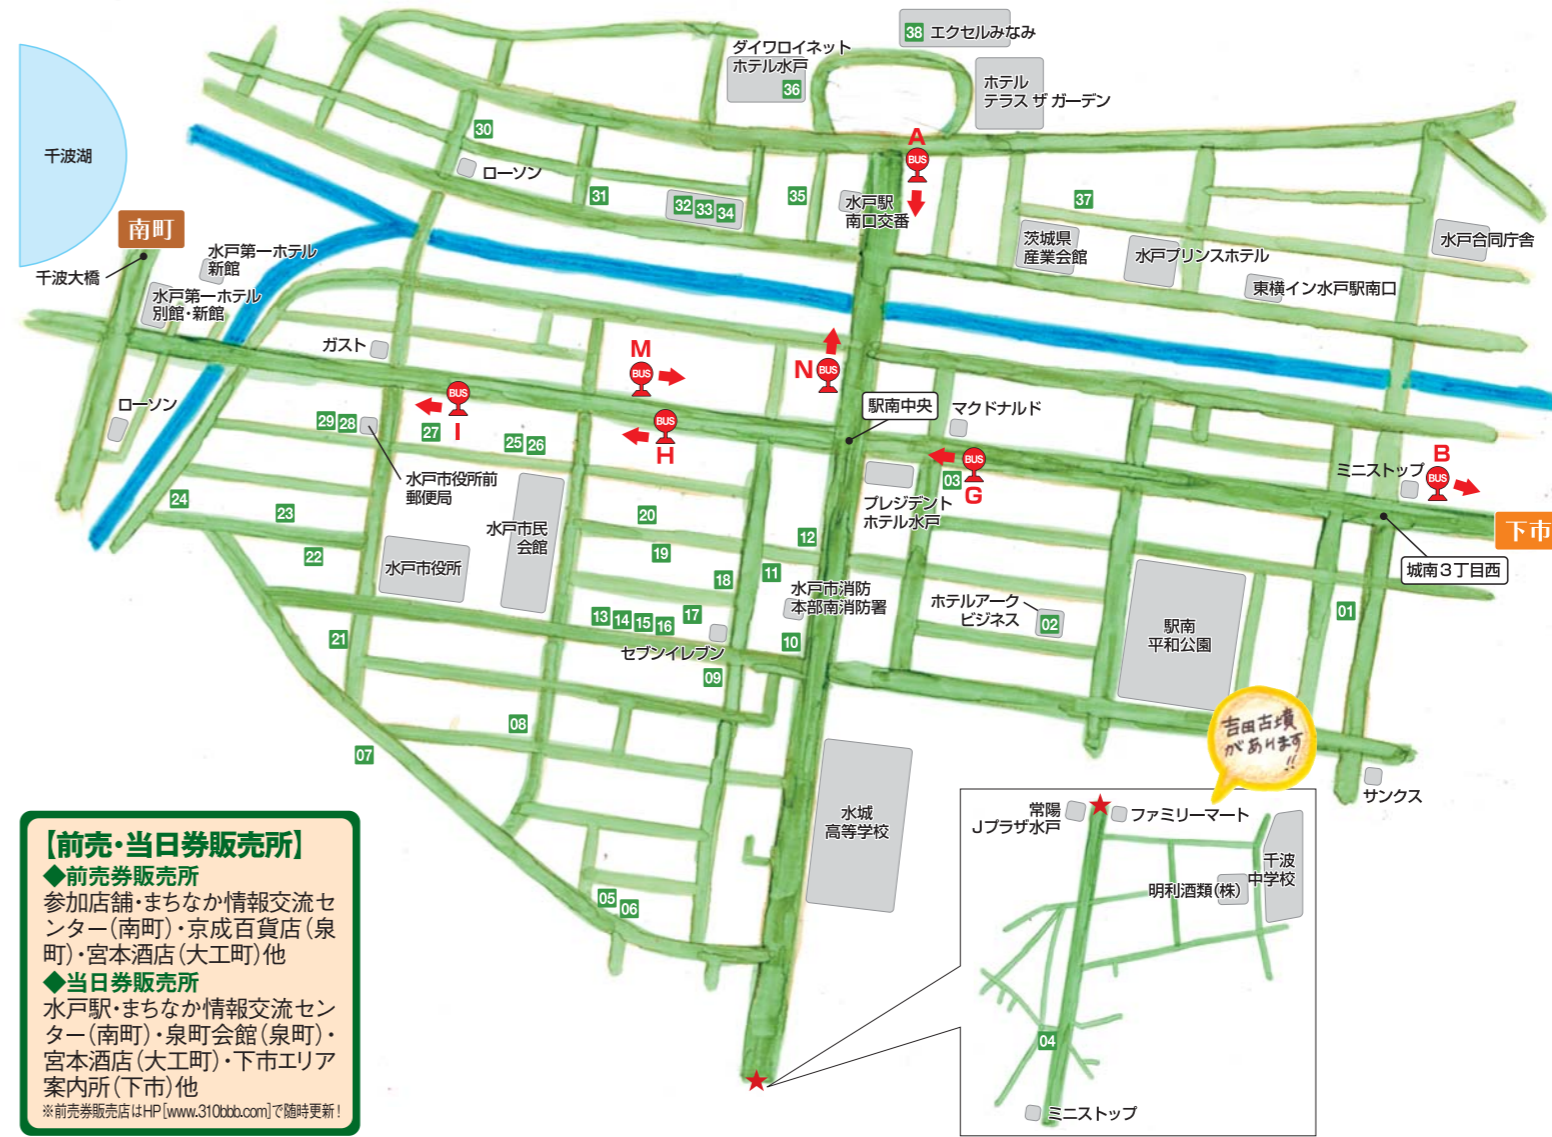 38 エクセルみなみ
ダイワロイネット
ホテル水戸
36
ホテル
テラス ザ ガーデン
千波湖
30
ローソン
A
BUS
31
32 33 34
35
水戸駅
南口交番
37
茨城県
産業会館
水戸プリンスホテル
水戸合同庁舎
東横イン水戸駅南口
南町
千波大橋
水戸第一ホテル
新館
水戸第一ホテル
別館・新館
ガスト
ローソン
M
BUS
N BUS
BUS
I
BUS
H
駅南中央
マクドナルド
BUS
G
03
プレジデント
ホテル水戸
ミニストップ
B
BUS
下市
城南3丁目西
29 28
27
25 26
水戸市役所前
郵便局
24
23
22
水戸市民
会館
水戸市役所
20
19
18
12
11
水戸市消防
本部南消防署
10
13 14 15 16
17
セブンイレブン
09
ホテルアーク
ビジネス
02
駅南
平和公園
01
21
08
07
05 06
水城
高等学校
吉田古墳
があります
!!
サンクス
常陽
Jプラザ水戸
ファミリーマート
千波
中学校
明利酒類(株)
04
ミニストップ
【前売・当日券販売所】
◆前売券販売所
参加店舗・まちなか情報交流セ
ンター(南町)・京成百貨店(泉
町)・宮本酒店(大工町)他
◆当日券販売所
水戸駅・まちなか情報交流セン
ター(南町)・泉町会館(泉町)・
宮本酒店(大工町)・下市エリア
案内所(下市)他
※前売券販売店はHP[www.310bbb.com]で随時更新!